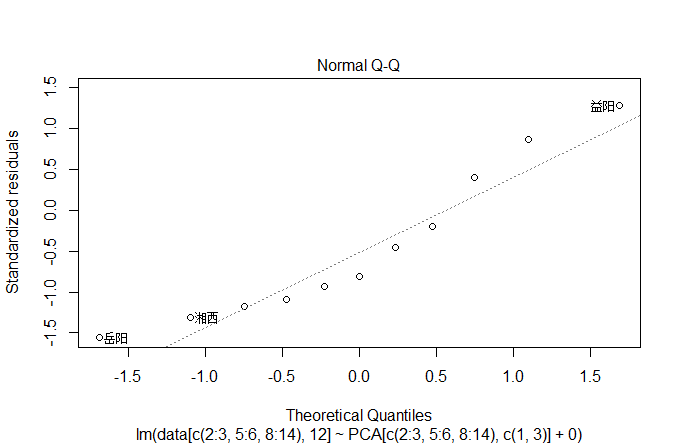 Normal Q-Q
Standardized residuals
1.5
1.0
0.5
0.0
-0.5
-1.0
-1.5
益阳
湘西
岳阳
-1.5 -1.0 -0.5 0.0 0.5 1.0 1.5
Theoretical Quantiles
lm(data[c(2:3, 5:6, 8:14), 12] ~ PCA[c(2:3, 5:6, 8:14), c(1, 3)] + 0)